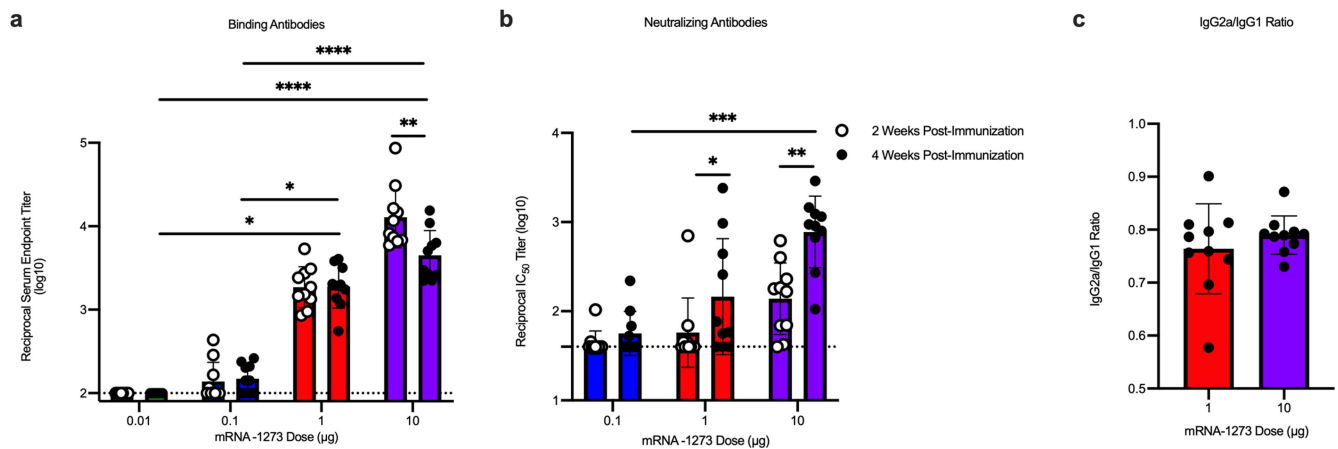 a
Binding Antibodies
****
****
**
*
*
Reciprocal Serum Endpoint Titer
(log10)
5
4
3
2
0.01
0.1
1
10
mRNA-1273 Dose (µg)
b
Neutralizing Antibodies
***
*
**
2 Weeks Post-Immunization
4 Weeks Post-Immunization
Reciprocal IC50 Titer (log10)
4
3
2
1
0.1
1
10
mRNA-1273 Dose (µg)
c
IgG2a/IgG1 Ratio
IgG2a/IgG1 Ratio
1.0
0.9
0.8
0.7
0.6
0.5
1
10
mRNA-1273 Dose (µg)